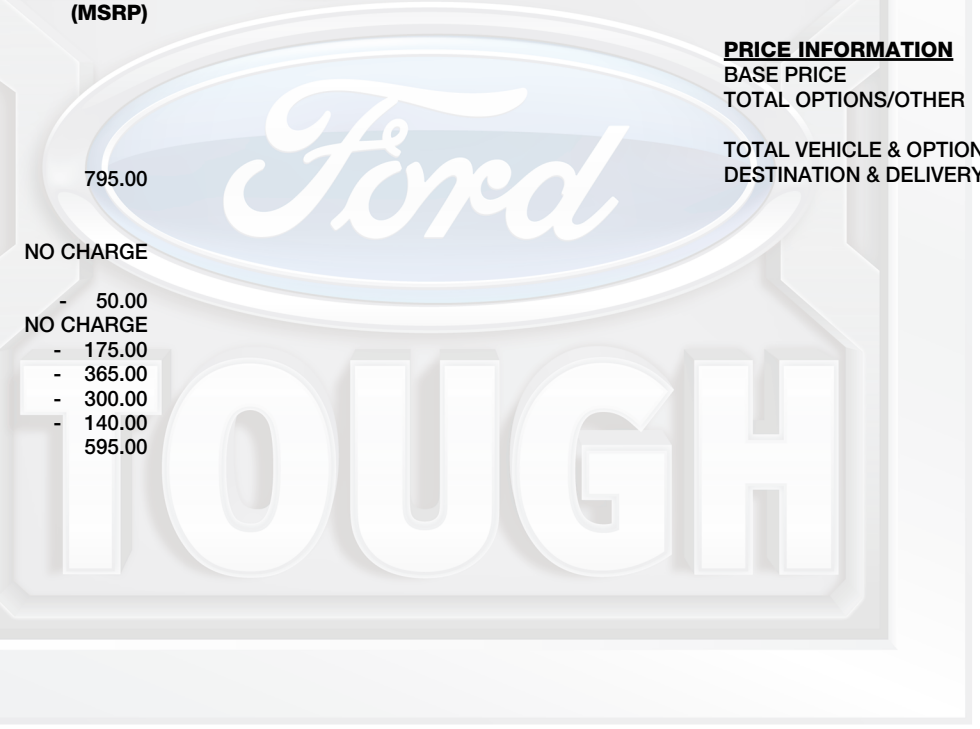 (MSRP)
795.00
NO CHARGE
- 50.00
NO CHARGE
- 175.00
- 365.00
- 300.00
- 140.00
595.00
PRICE INFORMATION
BASE PRICE
TOTAL OPTIONS/OTHER
TOTAL VEHICLE & OPTION
DESTINATION & DELIVERY
Ford
TOUGH